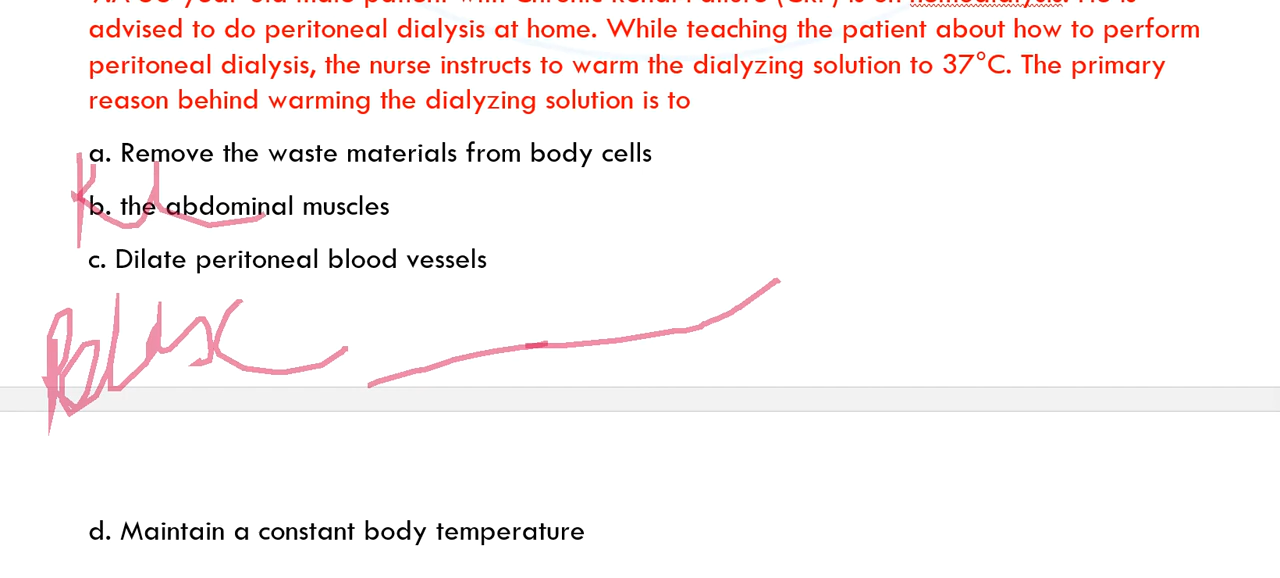 advised to do peritoneal dialysis at home. While teaching the patient about how to perform
peritoneal dialysis, the nurse instructs to warm the dialyzing solution to 37°C. The primary
reason behind warming the dialyzing solution is to
a. Remove the waste materials from body cells
b. the abdominal muscles
c. Dilate peritoneal blood vessels
d. Maintain a constant body temperature